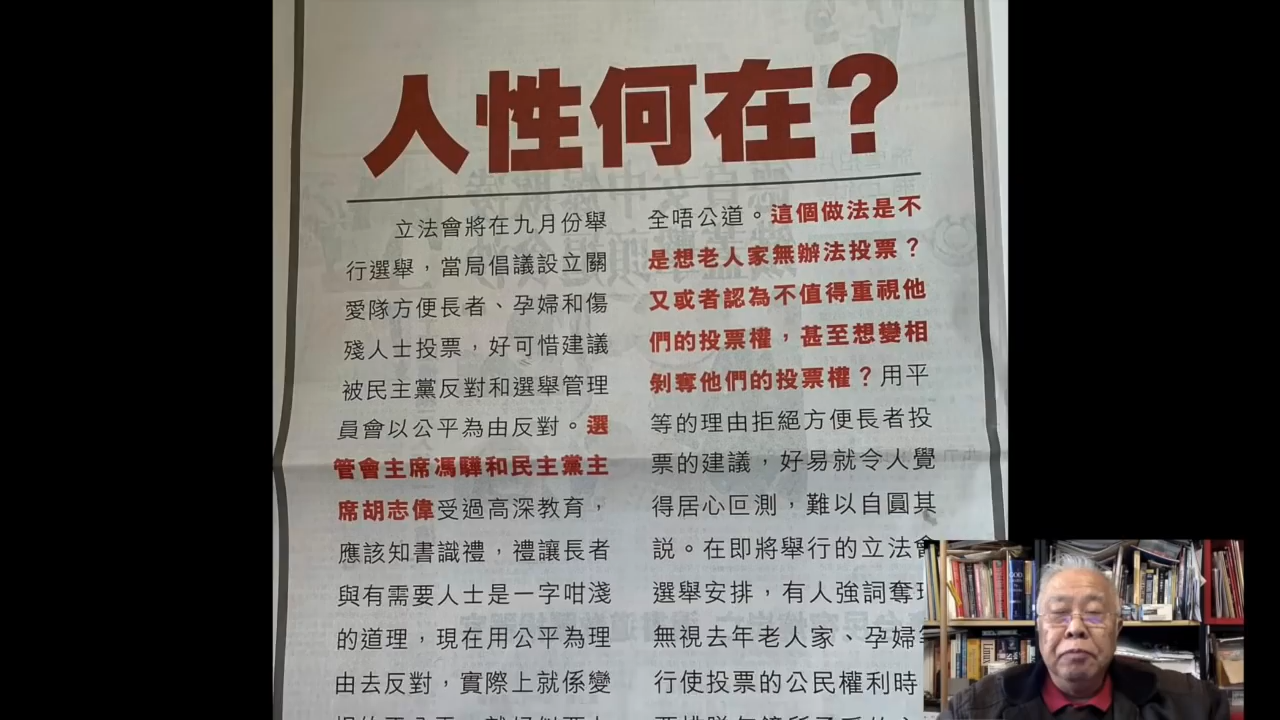 人性何在?
立法會將在九月份舉
行選舉，當局倡議設立關
愛隊方便長者、孕婦和傷
殘人士投票，好可惜建議
被民主黨反對和選舉管理
員會以公平為由反對。選
管會主席馮驊和民主黨主
席胡志偉受過高深教育，
應該知書識禮，禮讓長者
與有需要人士是一字咁淺
的道理，現在用公平為理
由去反對，實際上就係變
全唔公道。這個做法是不
是想老人家無辦法投票？
又或者認為不值得重視他
們的投票權，甚至想變相
剝奪他們的投票權？用平
等的理由拒絕方便長者投
票的建議，好易就令人覺
得居心叵測，難以自圓其
說。在即將舉行的立法會
選舉安排，有人強詞奪理
無視去年老人家、孕婦等
行使投票的公民權利時
GOD